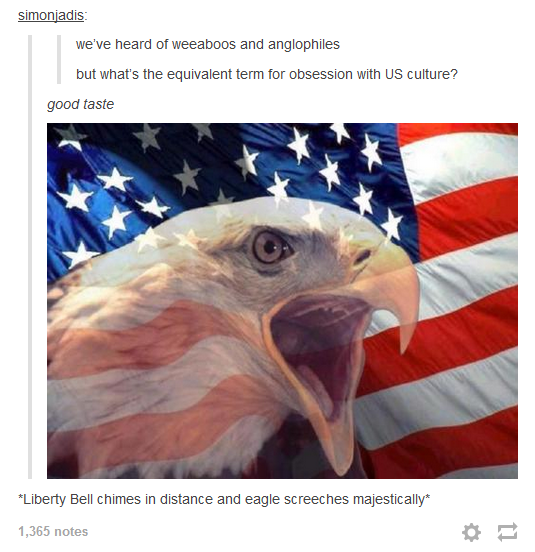 simonjadis:
we've heard of weeaboos and anglophiles
but what's the equivalent term for obsession with US culture?
good taste
*Liberty Bell chimes in distance and eagle screeches majestically*
1,365 notes